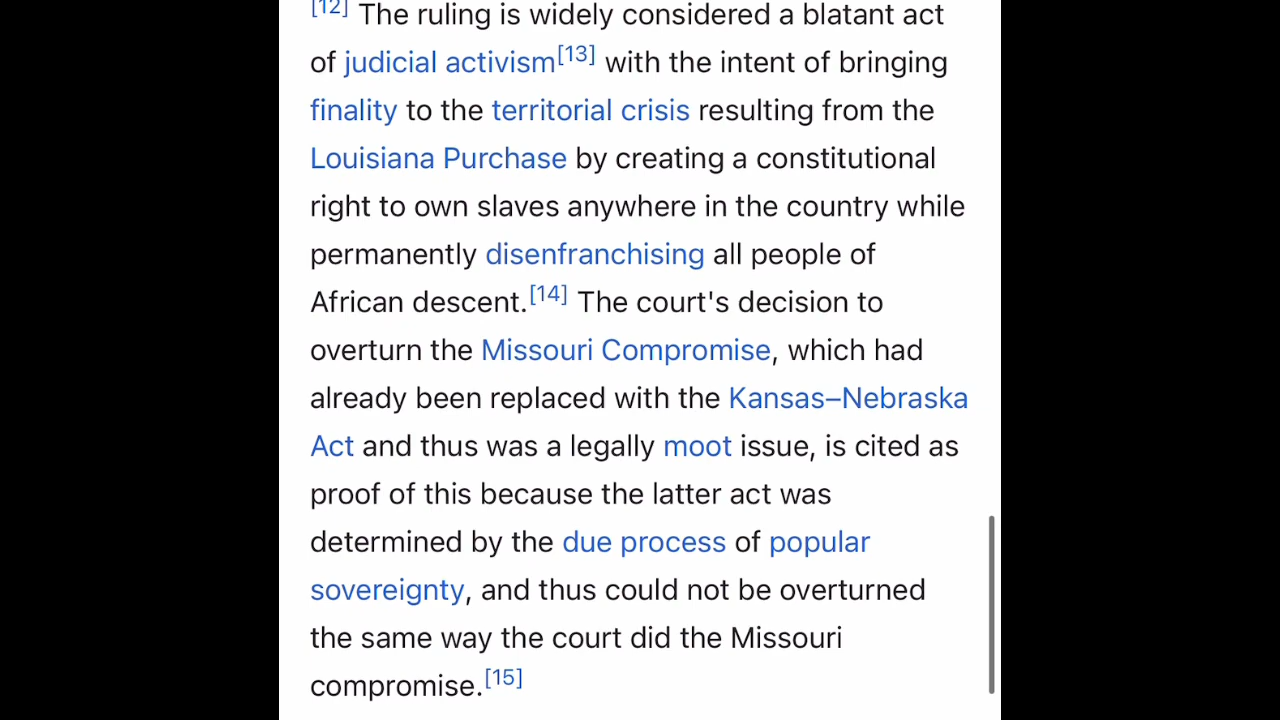 [12] The ruling is widely considered a blatant act
of judicial activism[13] with the intent of bringing
finality to the territorial crisis resulting from the
Louisiana Purchase by creating a constitutional
right to own slaves anywhere in the country while
permanently disenfranchising all people of
African descent.[14] The court's decision to
overturn the Missouri Compromise, which had
already been replaced with the Kansas–Nebraska
Act and thus was a legally moot issue, is cited as
proof of this because the latter act was
determined by the due process of popular
sovereignty, and thus could not be overturned
the same way the court did the Missouri
compromise.[15]